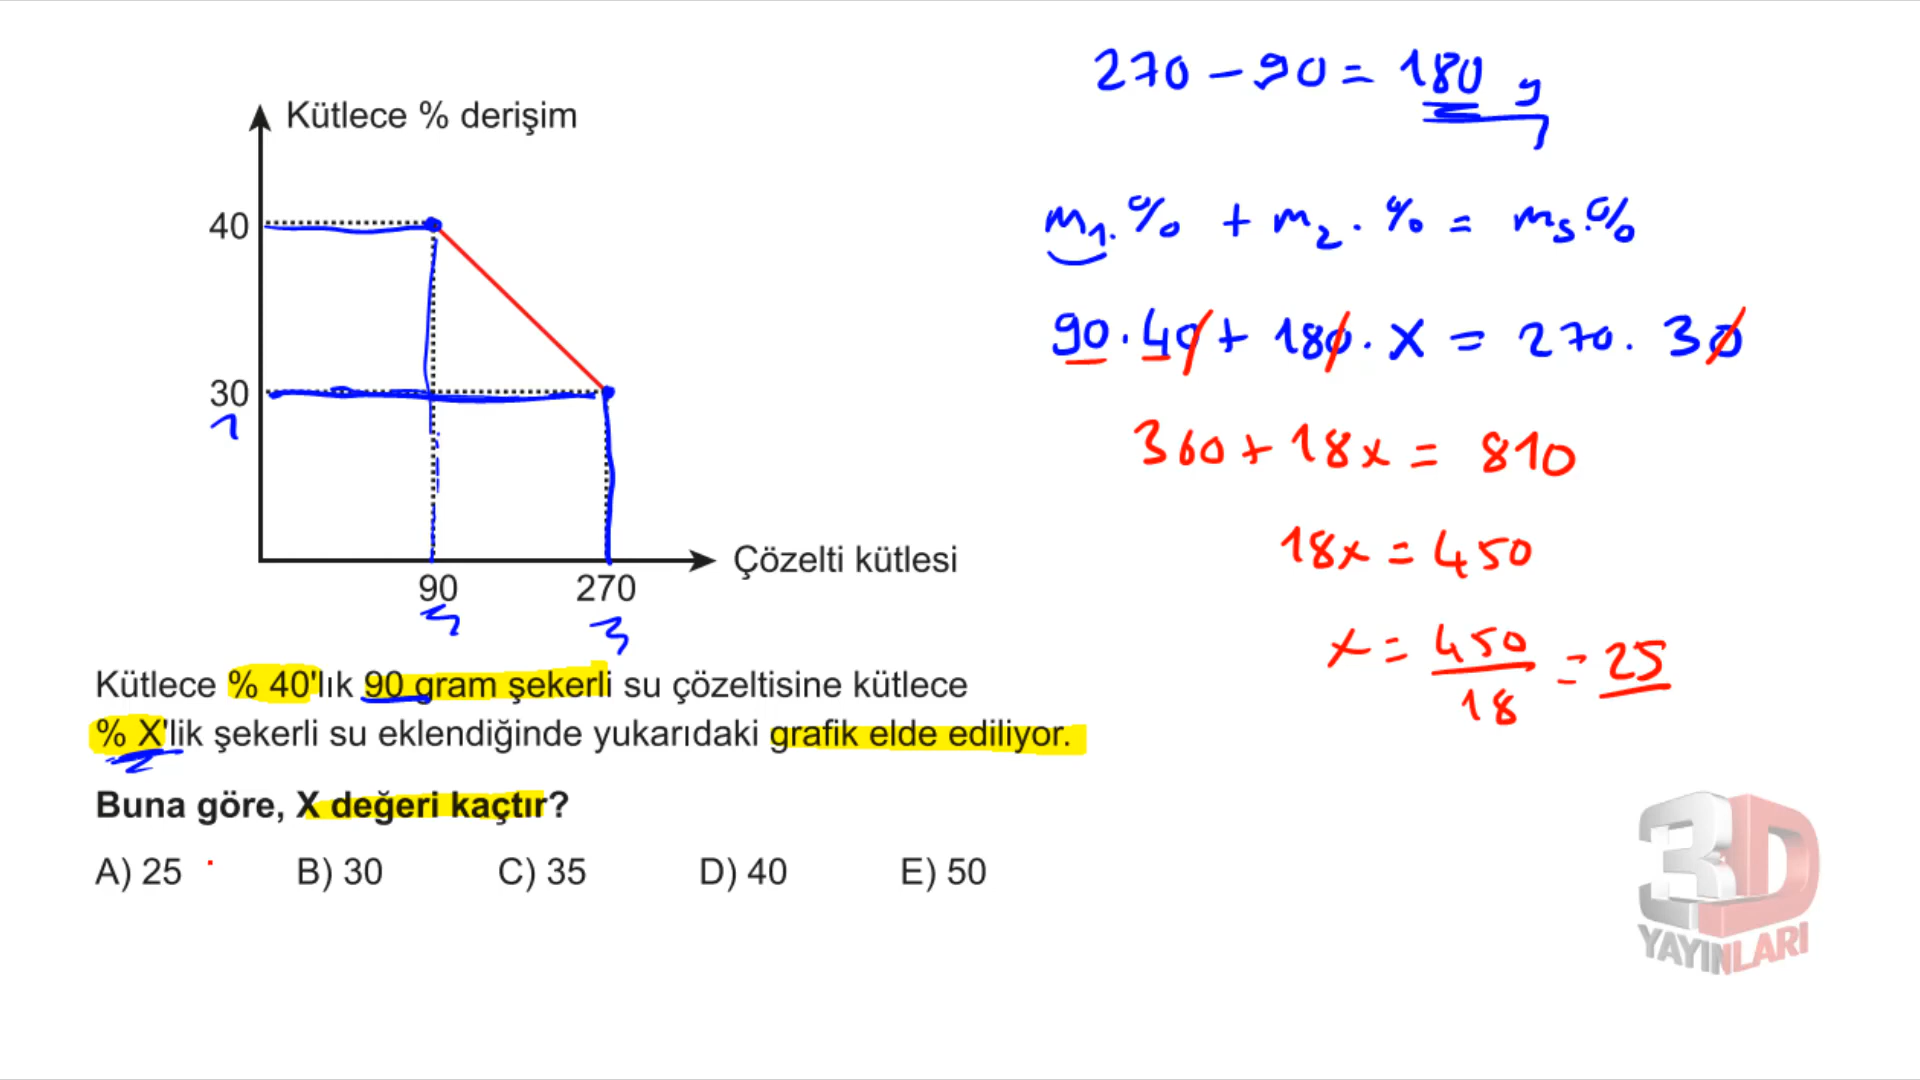 270 - 90 = 180 g
Kütlece % derişim
m₁.% + m₂.% = mₛ.%
40
90.40 + 180.X = 270.30
30
360 + 18x = 810
18x = 450
Çözelti kütlesi
90 270
x = 450/18 = 25
Kütlece % 40'lık 90 gram şekerli su çözeltisine kütlece
% X'lik şekerli su eklendiğinde yukarıdaki grafik elde ediliyor.
Buna göre, X değeri kaçtır?
A) 25 B) 30 C) 35 D) 40 E) 50
3D
YAYINLARI